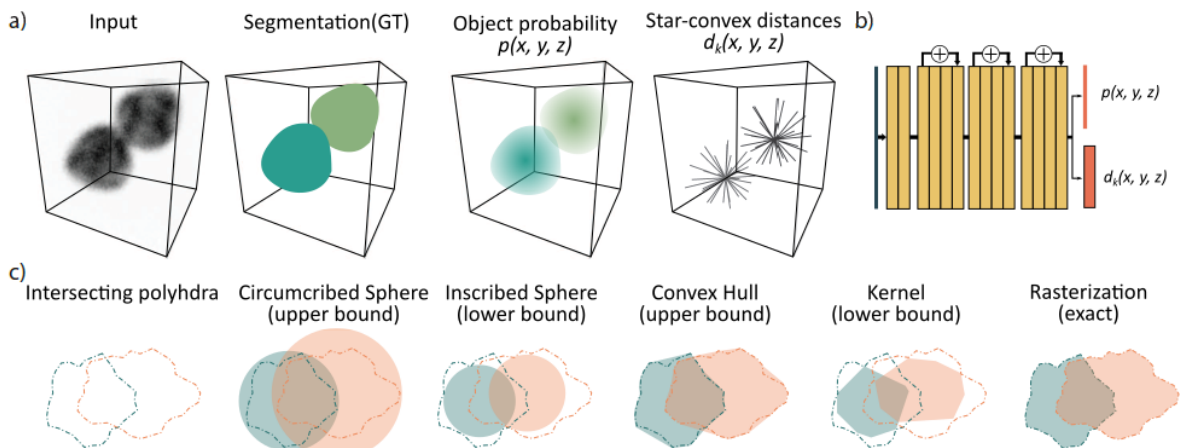 a)
Input
Segmentation(GT)
Object probability
p(x, y, z)
Star-convex distances
dₖ(x, y, z)
b)
p(x, y, z)
dₖ(x, y, z)
c)
Intersecting polyhdra
Circumcribed Sphere
(upper bound)
Inscribed Sphere
(lower bound)
Convex Hull
(upper bound)
Kernel
(lower bound)
Rasterization
(exact)